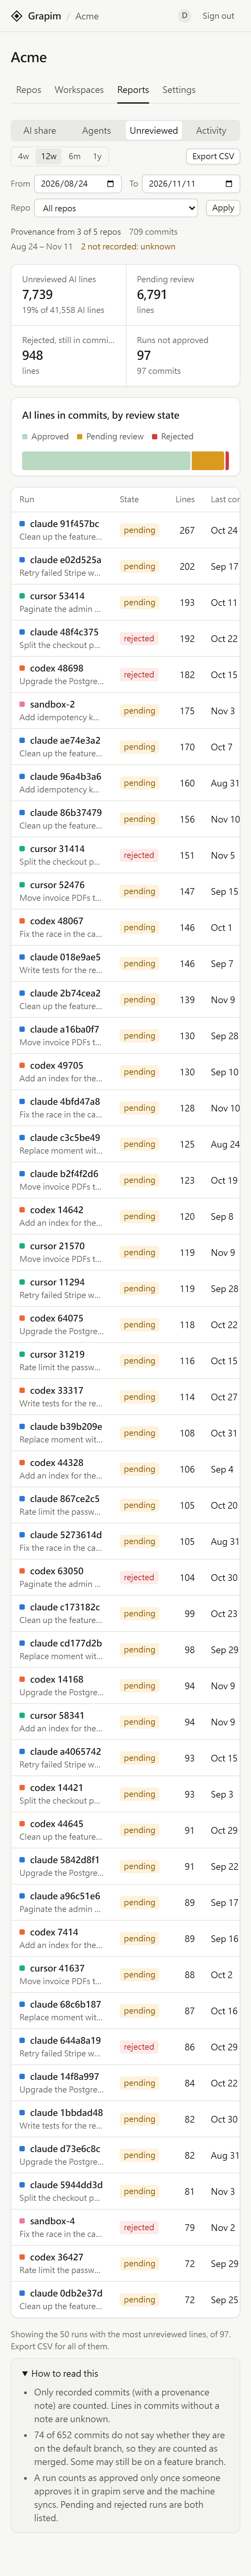 Grapim / Acme D Sign out
Acme
Repos Workspaces Reports Settings
AI share Agents Unreviewed Activity
4w 12w 6m 1y Export CSV
From 2026/08/24 To 2026/11/11
Repo All repos Apply
Provenance from 3 of 5 repos 709 commits
Aug 24 – Nov 11 2 not recorded: unknown
Unreviewed AI lines
7,739
19% of 41,558 AI lines
Pending review
6,791
lines
Rejected, still in commi...
948
lines
Runs not approved
97
97 commits
AI lines in commits, by review state
Approved Pending review Rejected
Run State Lines Last cor
claude 91f457bc
Clean up the feature... pending 267 Oct 24
claude e02d525a
Retry failed Stripe w... pending 202 Sep 17
cursor 53414
Paginate the admin ... pending 193 Oct 11
claude 48f4c375
Split the checkout p... rejected 192 Oct 22
codex 48698
Upgrade the Postgre... rejected 182 Oct 15
sandbox-2
Add idempotency k... pending 175 Nov 3
claude ae74e3a2
Clean up the feature... pending 170 Oct 7
claude 96a4b3a6
Add idempotency k... pending 160 Aug 31
claude 86b37479
Clean up the feature... pending 156 Nov 10
cursor 31414
Split the checkout p... rejected 151 Nov 5
cursor 52476
Move invoice PDFs t... pending 147 Sep 15
codex 48067
Fix the race in the ca... pending 146 Oct 1
claude 018e9ae5
Write tests for the re... pending 146 Sep 7
claude 2b74cea2
Clean up the feature... pending 139 Nov 9
claude a16ba0f7
Move invoice PDFs t... pending 130 Sep 28
codex 49705
Add an index for the... pending 130 Sep 10
claude 4bfd47a8
Fix the race in the ca... pending 128 Nov 10
claude c3c5be49
Replace moment wit... pending 125 Aug 24
claude b2f4f2d6
Move invoice PDFs t... pending 123 Oct 19
codex 14642
Add an index for the... pending 120 Sep 8
cursor 21570
Move invoice PDFs t... pending 119 Nov 9
cursor 11294
Retry failed Stripe w... pending 119 Sep 28
codex 64075
Upgrade the Postgre... pending 118 Oct 22
cursor 31219
Rate limit the passw... pending 116 Oct 15
codex 33317
Write tests for the re... pending 114 Oct 27
claude b39b209e
Replace moment wit... pending 108 Oct 31
codex 44328
Add an index for the... pending 106 Sep 4
claude 867ce2c5
Rate limit the passw... pending 105 Oct 20
claude 5273614d
Fix the race in the ca... pending 105 Aug 31
codex 63050
Paginate the admin ... rejected 104 Oct 30
claude c173182c
Clean up the feature... pending 99 Oct 23
claude cd177d2b
Replace moment wit... pending 98 Sep 29
codex 14168
Upgrade the Postgre... pending 94 Nov 9
cursor 58341
Add an index for the... pending 94 Nov 9
claude a4065742
Retry failed Stripe w... pending 93 Oct 15
codex 14421
Split the checkout p... pending 93 Sep 3
codex 44645
Clean up the feature... pending 91 Oct 29
claude 5842d8f1
Upgrade the Postgre... pending 91 Sep 22
claude a96c51e6
Paginate the admin ... pending 89 Sep 17
codex 7414
Add an index for the... pending 89 Sep 16
cursor 41637
Move invoice PDFs t... pending 88 Oct 2
claude 68c6b187
Replace moment wit... pending 87 Oct 16
claude 644a8a19
Retry failed Stripe w... rejected 86 Oct 29
claude 14f8a997
Upgrade the Postgre... pending 84 Oct 22
claude 1bbdad48
Write tests for the re... pending 82 Oct 30
claude d73e6c8c
Upgrade the Postgre... pending 82 Aug 31
claude 5944dd3d
Split the checkout p... pending 81 Nov 3
sandbox-4
Fix the race in the ca... rejected 79 Nov 2
codex 36427
Rate limit the passw... pending 72 Sep 29
claude 0db2e37d
Clean up the feature... pending 72 Sep 25
Showing the 50 runs with the most unreviewed lines, of 97.
Export CSV for all of them.
▼ How to read this
• Only recorded commits (with a provenance
note) are counted. Lines in commits without a
note are unknown.
• 74 of 652 commits do not say whether they are
on the default branch, so they are counted as
merged. Some may still be on a feature branch.
• A run counts as approved only once someone
approves it in grapim serve and the machine
syncs. Pending and rejected runs are both
listed.